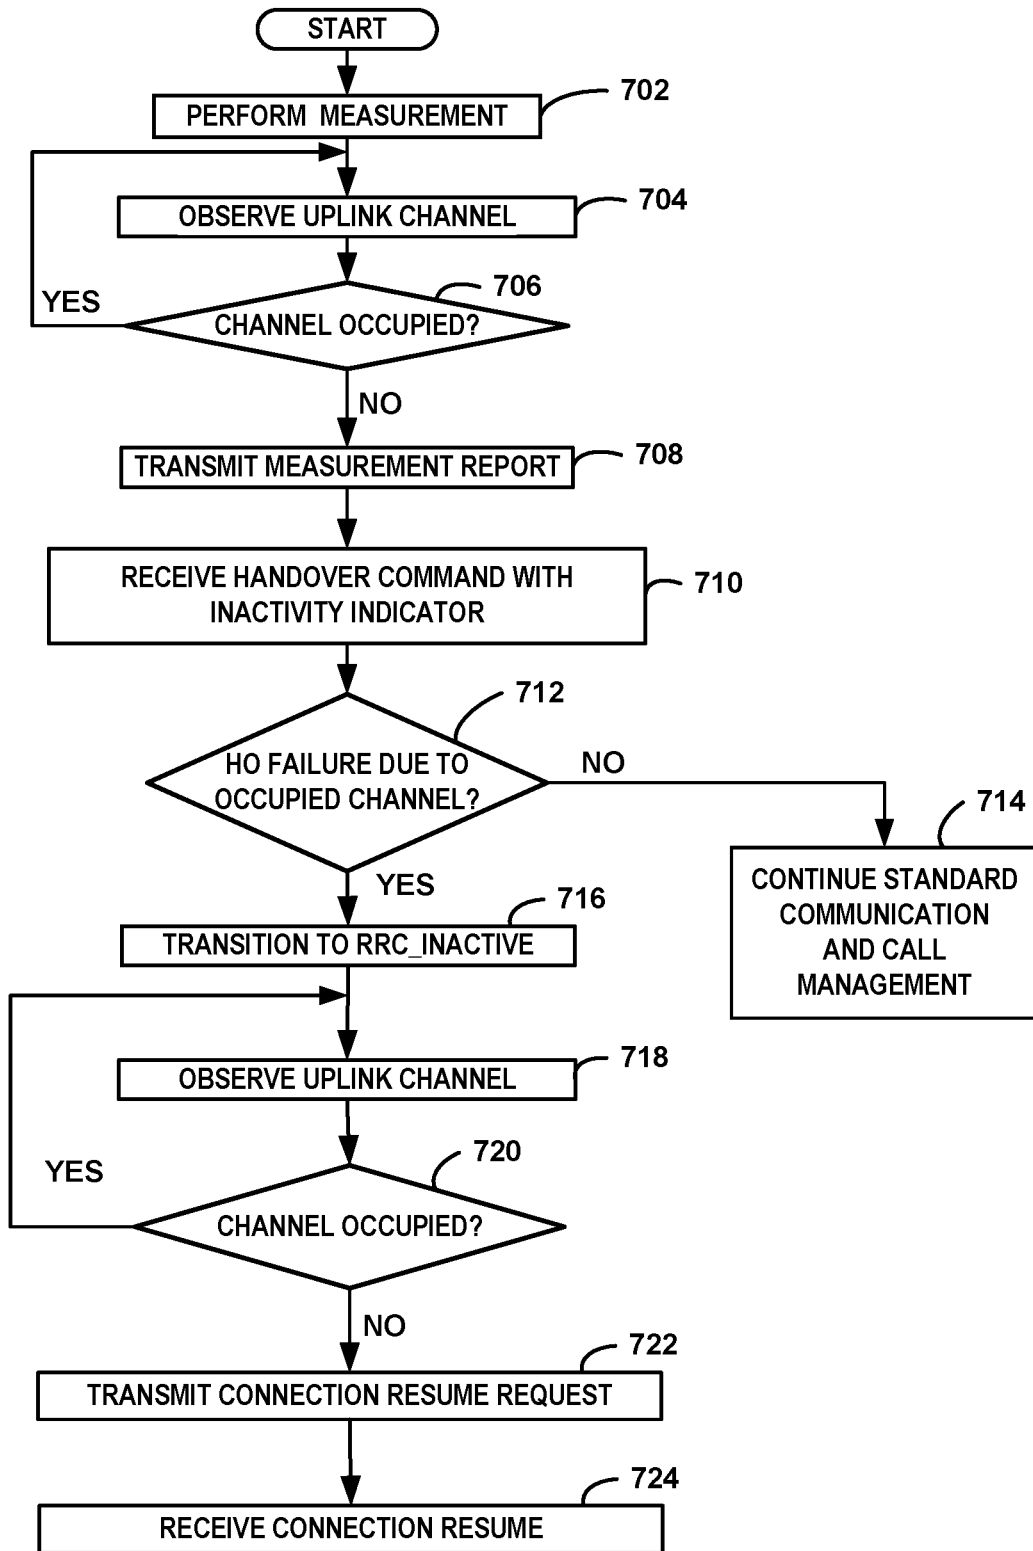 START
702
PERFORM MEASUREMENT
704
OBSERVE UPLINK CHANNEL
706
YES
CHANNEL OCCUPIED?
NO
708
TRANSMIT MEASUREMENT REPORT
710
RECEIVE HANDOVER COMMAND WITH
INACTIVITY INDICATOR
712
HO FAILURE DUE TO
OCCUPIED CHANNEL?
NO
714
CONTINUE STANDARD
COMMUNICATION
AND CALL
MANAGEMENT
YES
716
TRANSITION TO RRC_INACTIVE
718
OBSERVE UPLINK CHANNEL
720
YES
CHANNEL OCCUPIED?
NO
722
TRANSMIT CONNECTION RESUME REQUEST
724
RECEIVE CONNECTION RESUME